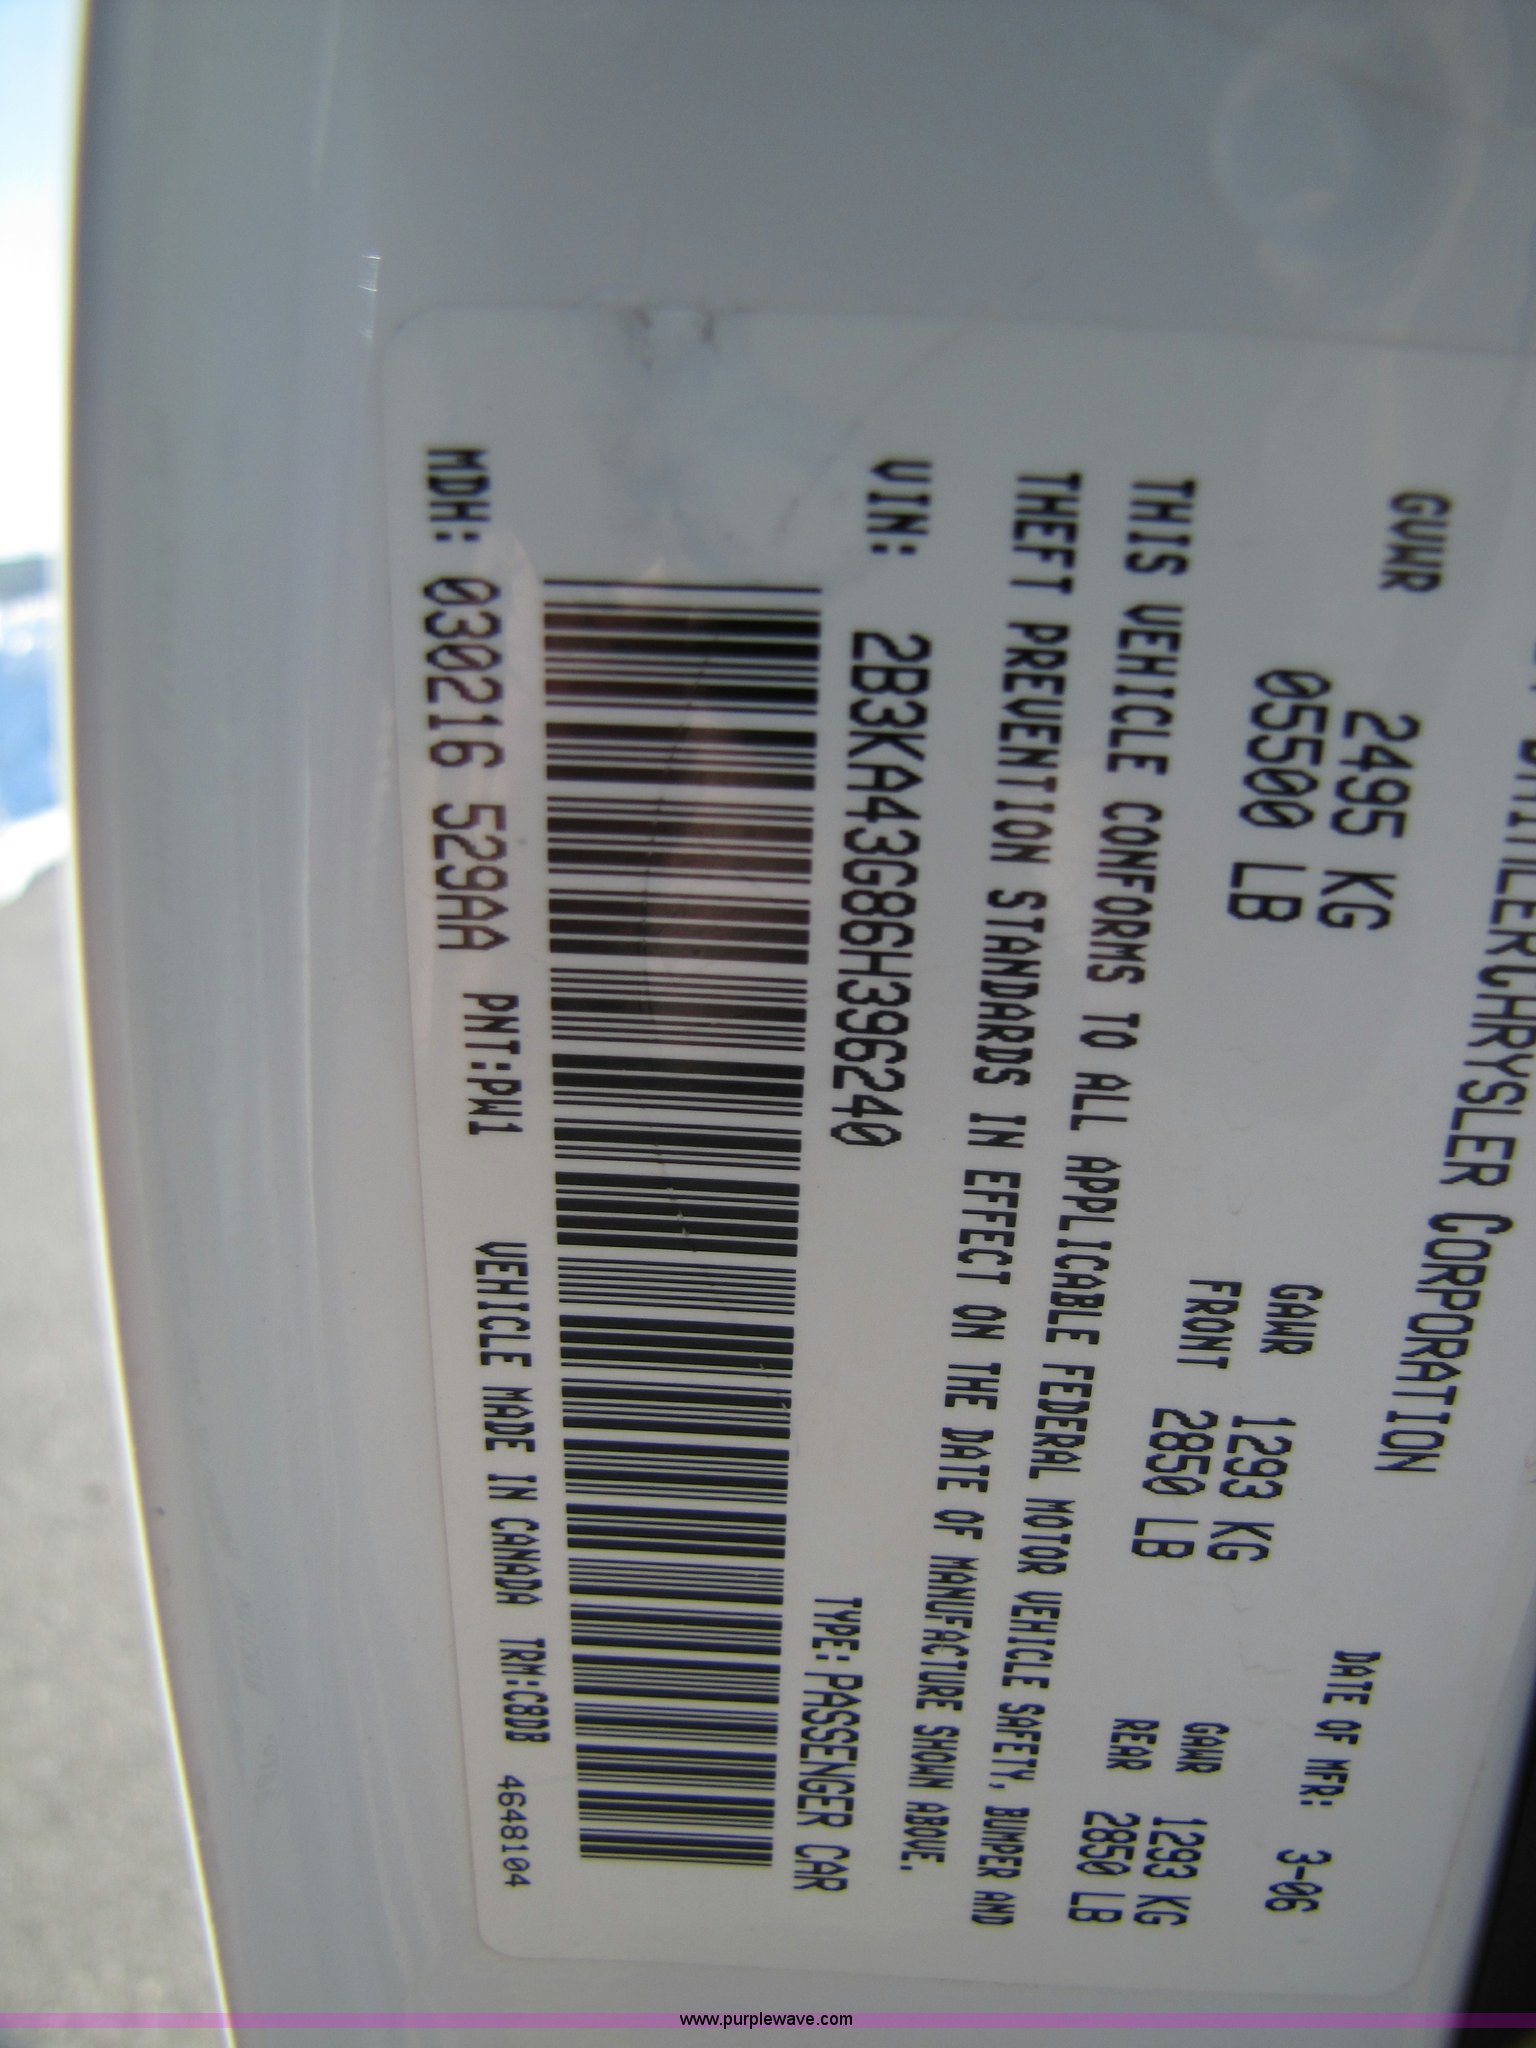 DAIMLERCHRYSLER CORPORATION
DATE OF MFR: 3-06
GVWR
2495 KG
05500 LB
GAWR
FRONT
1293 KG
2850 LB
GAWR
REAR
1293 KG
2850 LB
THIS VEHICLE CONFORMS TO ALL APPLICABLE FEDERAL MOTOR VEHICLE SAFETY, BUMPER AND
THEFT PREVENTION STANDARDS IN EFFECT ON THE DATE OF MANUFACTURE SHOWN ABOVE.
VIN: 2B3KA43G86H396240
TYPE: PASSENGER CAR
MDH: 030216 529AA PNT:PW1
VEHICLE MADE IN CANADA TRM:C8DB 4648104
www.purplewave.com